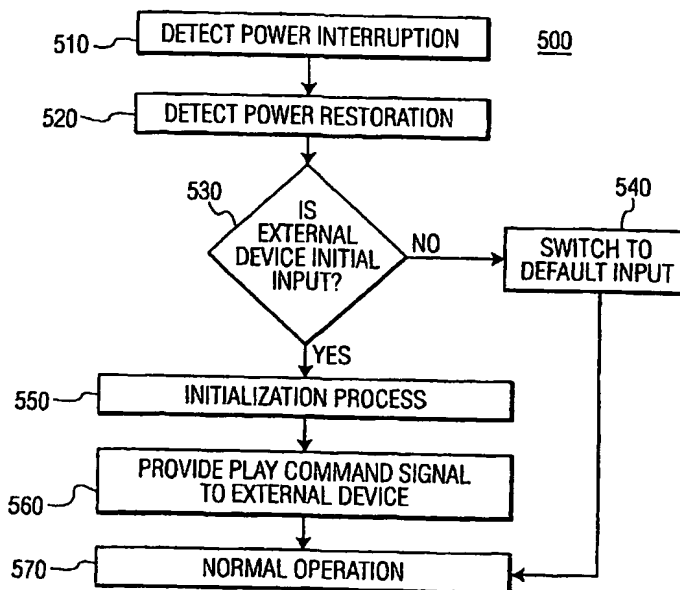 510
DETECT POWER INTERRUPTION
500
520
DETECT POWER RESTORATION
530
IS
EXTERNAL
DEVICE INITIAL
INPUT?
NO
540
SWITCH TO
DEFAULT INPUT
YES
550
INITIALIZATION PROCESS
560
PROVIDE PLAY COMMAND SIGNAL
TO EXTERNAL DEVICE
570
NORMAL OPERATION